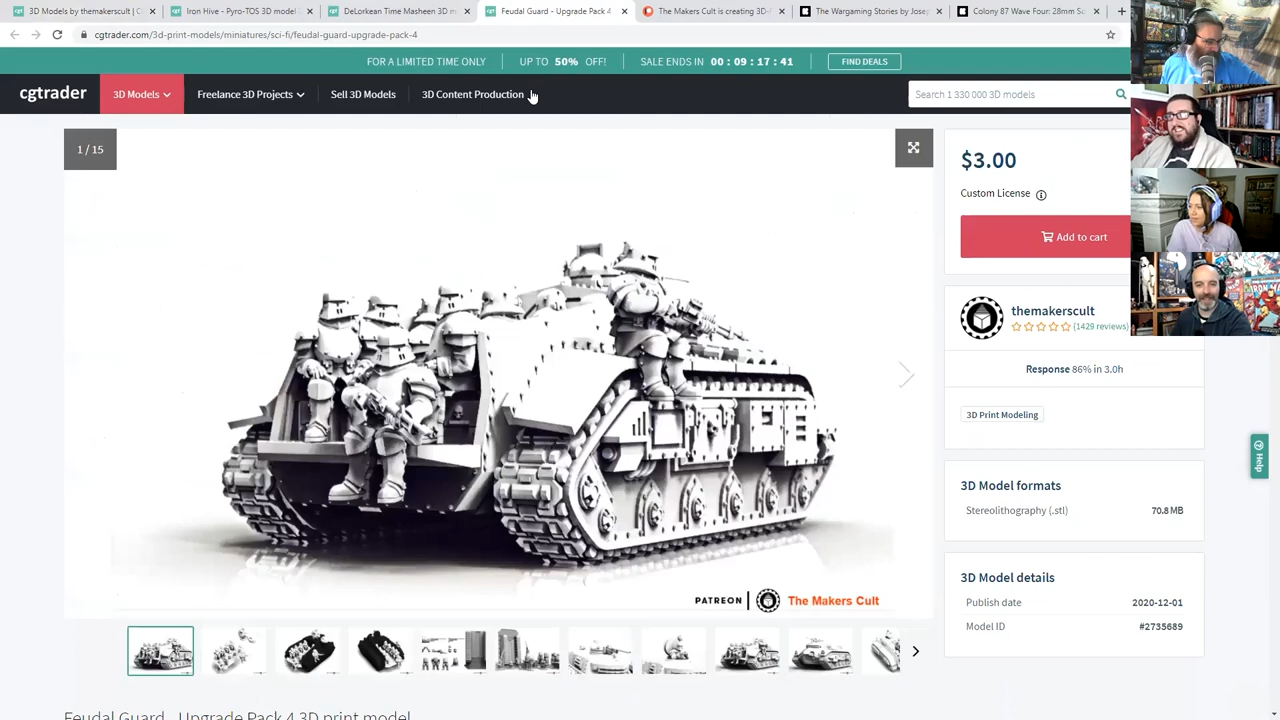 3D Models by themakerscult | C
Iron Hive - Pyro-TOS 3D model
DeLorkean Time Masheen 3D m
Feudal Guard - Upgrade Pack 4
The Makers Cult is creating 3D-F
The Wargaming Stories by Josey
Colony 87 Wave Four: 28mm Sc
cgtrader.com/3d-print-models/miniatures/sci-fi/feudal-guard-upgrade-pack-4
FOR A LIMITED TIME ONLY UP TO 50% OFF! SALE ENDS IN 00 : 09 : 17 : 41 FIND DEALS
cgtrader 3D Models Freelance 3D Projects Sell 3D Models 3D Content Production Search 1 330 000 3D models
1 / 15
$3.00
Custom License
Add to cart
themakerscult
(1429 reviews)
Response 86% in 3.0h
3D Print Modeling
Help
3D Model formats
Stereolithography (.stl) 70.8 MB
3D Model details
Publish date 2020-12-01
Model ID #2735689
PATREON | The Makers Cult
Feudal Guard - Upgrade Pack 4 3D print model